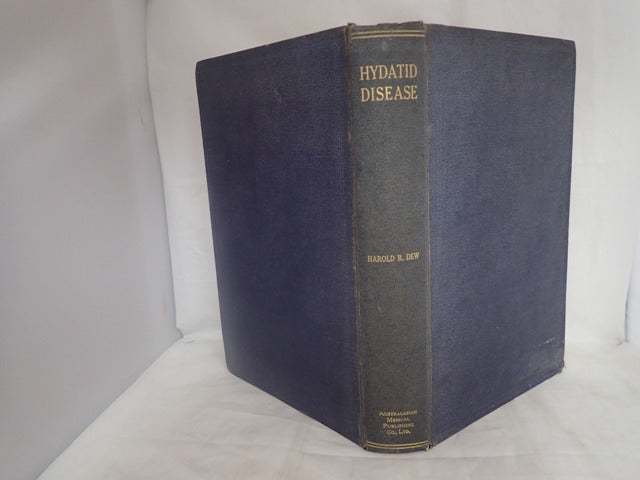 HYDATID
DISEASE
HAROLD R. DEW
AUSTRALASIAN
MEDICAL
PUBLISHING
CO., LTD.